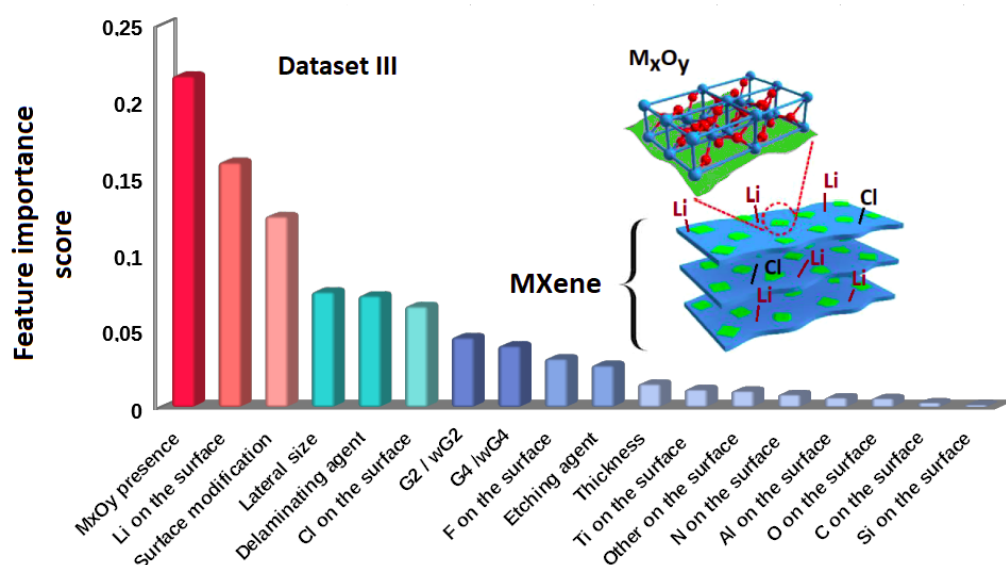 0.25
0.2
0.15
0.1
0.05
0
Feature importance
score
Dataset III
MxOy
Li
Li
Li
Cl
MXene
Cl
Li
Li
Li
MxOy presence
Li on the surface
Surface modification
Lateral size
Delaminating agent
Cl on the surface
G2 / wG2
G4 /wG4
F on the surface
Etching agent
Thickness
Ti on the surface
Other on the surface
N on the surface
Al on the surface
O on the surface
C on the surface
Si on the surface